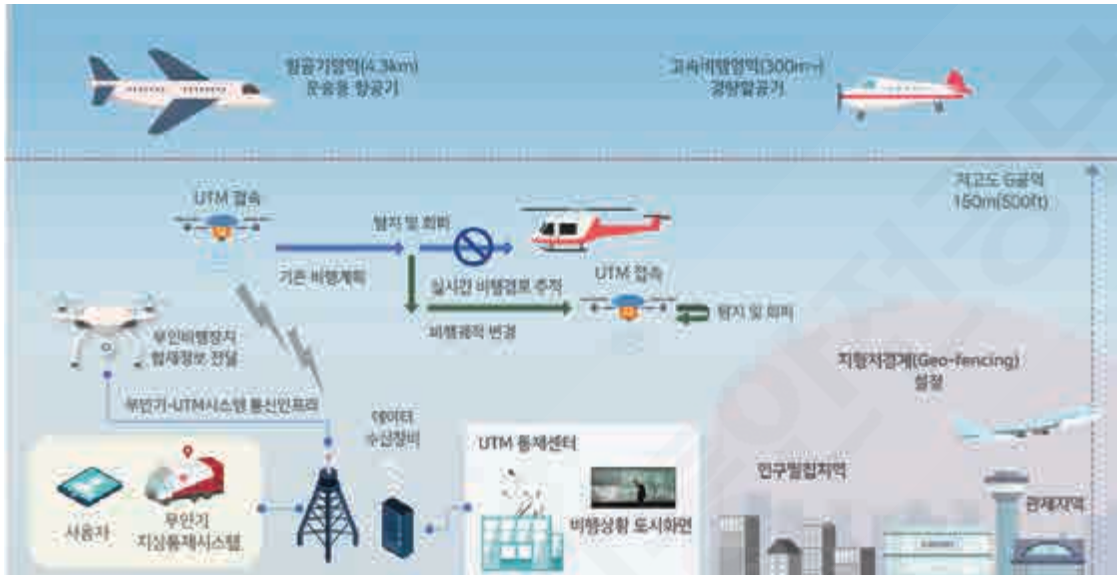 항공기영역(4.3km)
운송용 항공기
고속비행영역(300m~)
경량항공기
저고도 G공역
150m(500ft)
UTM 접속
탐지 및 회피
기존 비행계획
실시간 비행경로 추적
UTM 접속
비행궤적 변경
탐지 및 회피
무인비행장치
탑재정보 전달
지형적경계(Geo-fencing)
설정
무인기-UTM시스템 통신인프라
데이터
수신장비
UTM 통제센터
인구밀집지역
관제지역
사용자
무인기
지상통제시스템
비행상황 도시화면